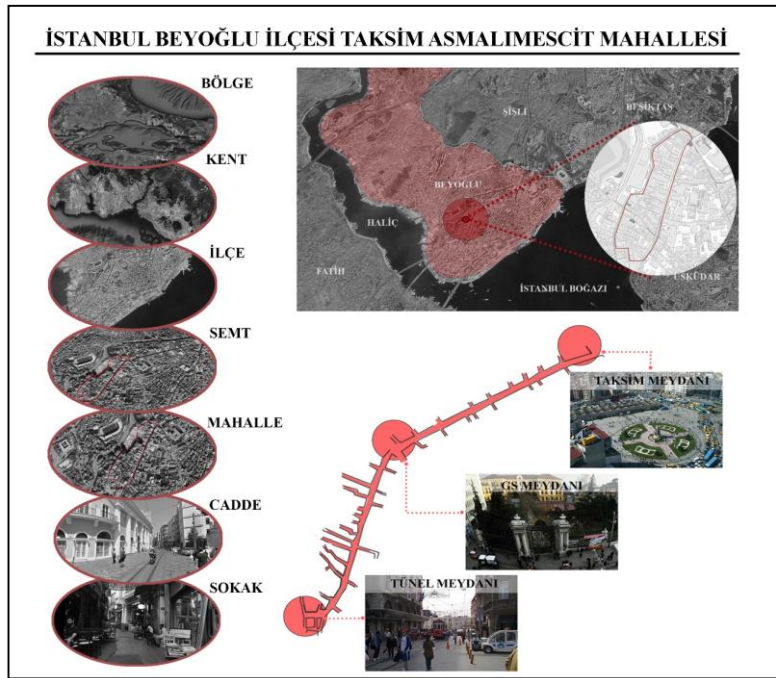 İSTANBUL BEYOĞLU İLÇESİ TAKSİM ASMALIMESCİT MAHALLESİ
BÖLGE
KENT
İLÇE
SEMT
MAHALLE
CADDE
SOKAK
ŞİŞLİ
BEŞİKTAŞ
BEYOĞLU
HALİÇ
FATİH
ÜSKÜDAR
İSTANBUL BOĞAZI
TAKSİM MEYDANI
GS MEYDANI
TÜNEL MEYDANI